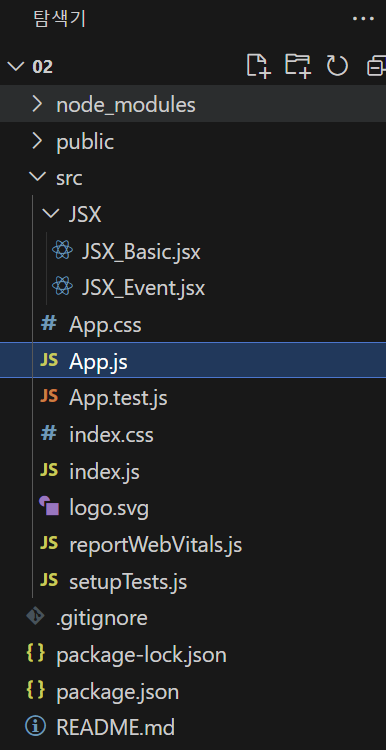 탐색기
02
node_modules
public
src
JSX
JSX_Basic.jsx
JSX_Event.jsx
# App.css
JS App.js
JS App.test.js
# index.css
JS index.js
logo.svg
JS reportWebVitals.js
JS setupTests.js
.gitignore
{} package-lock.json
{} package.json
README.md